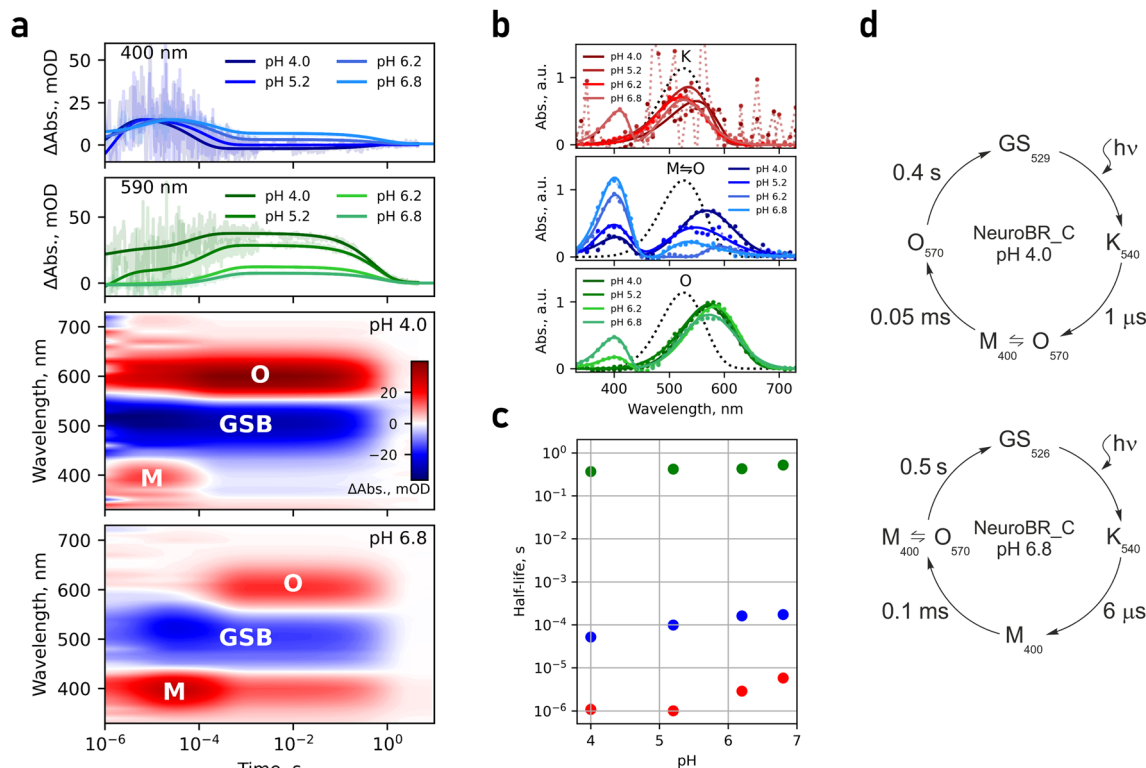 a
400 nm
pH 4.0
pH 5.2
pH 6.2
pH 6.8
ΔAbs., mOD
50
25
0
590 nm
pH 4.0
pH 5.2
pH 6.2
pH 6.8
ΔAbs., mOD
50
0
pH 4.0
O
GSB
M
20
0
−20
ΔAbs., mOD
Wavelength, nm
700
600
500
400
pH 6.8
O
GSB
M
Wavelength, nm
700
600
500
400
10⁻⁶ 10⁻⁴ 10⁻² 10⁰
Time, s
b
K
pH 4.0
pH 5.2
pH 6.2
pH 6.8
Abs., a.u.
1
0
M⇆O
pH 4.0
pH 5.2
pH 6.2
pH 6.8
Abs., a.u.
1
0
O
pH 4.0
pH 5.2
pH 6.2
pH 6.8
Abs., a.u.
1
0
400 500 600 700
Wavelength, nm
c
Half-life, s
10⁰
10⁻¹
10⁻²
10⁻³
10⁻⁴
10⁻⁵
10⁻⁶
4 5 6 7
pH
d
GS₅₂₉
hν
0.4 s
O₅₇₀
NeuroBR_C
pH 4.0
K₅₄₀
0.05 ms
1 μs
M₄₀₀ ⇆ O₅₇₀
GS₅₂₆
hν
0.5 s
M₄₀₀ ⇆ O₅₇₀
NeuroBR_C
pH 6.8
K₅₄₀
0.1 ms
6 μs
M₄₀₀